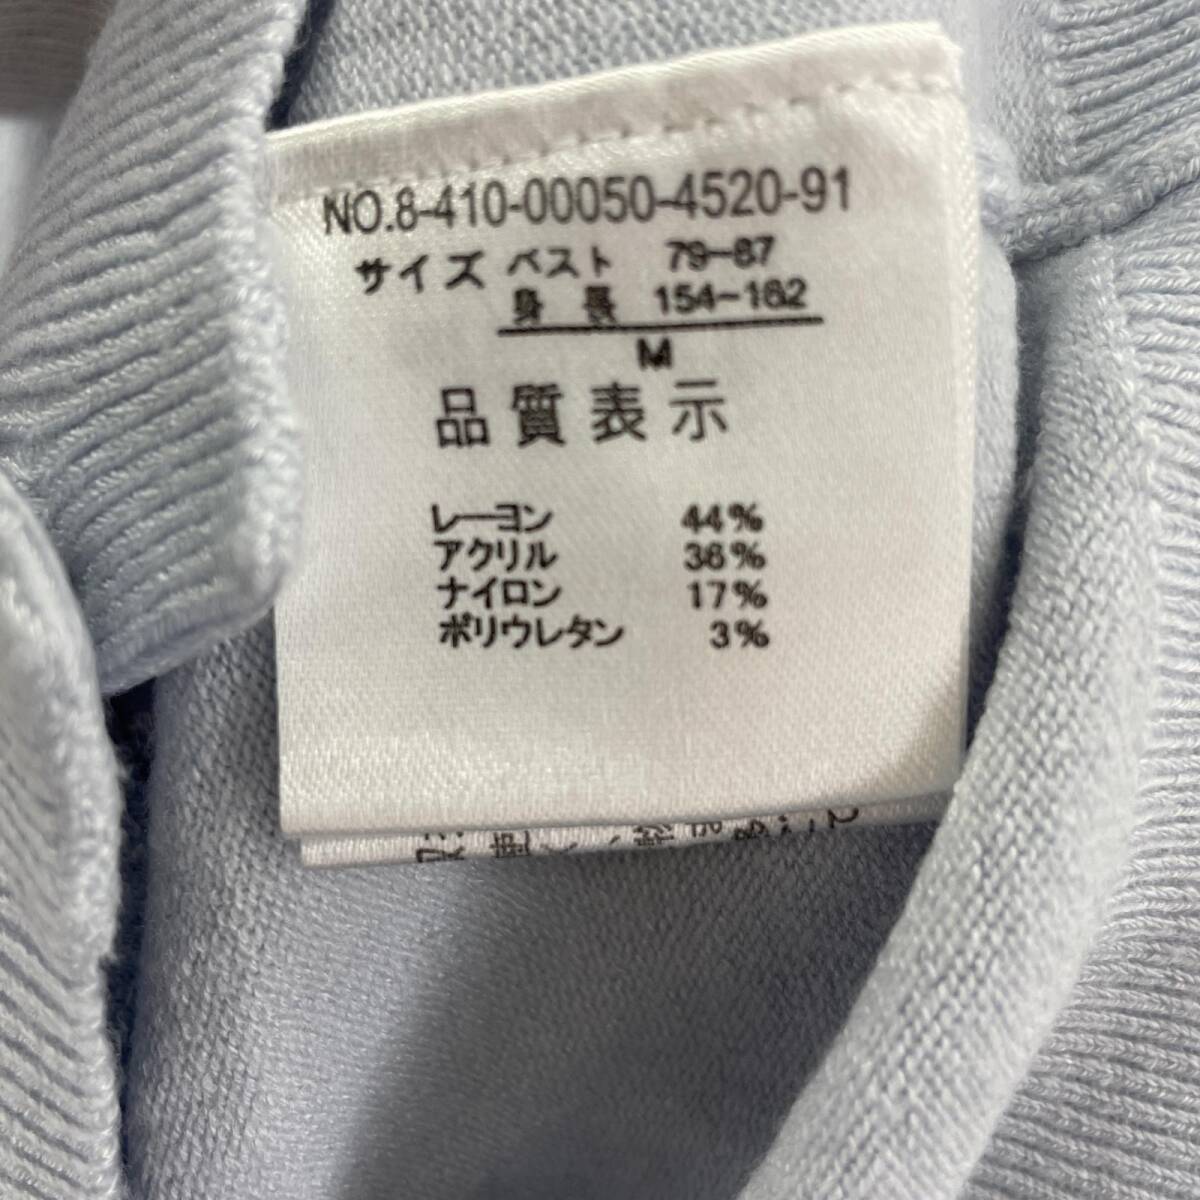 NO.8-410-00050-4520-91
サイズ ベスト 79-87
身長 154-162
M
品質表示
レーヨン 44%
アクリル 36%
ナイロン 17%
ポリウレタン 3%